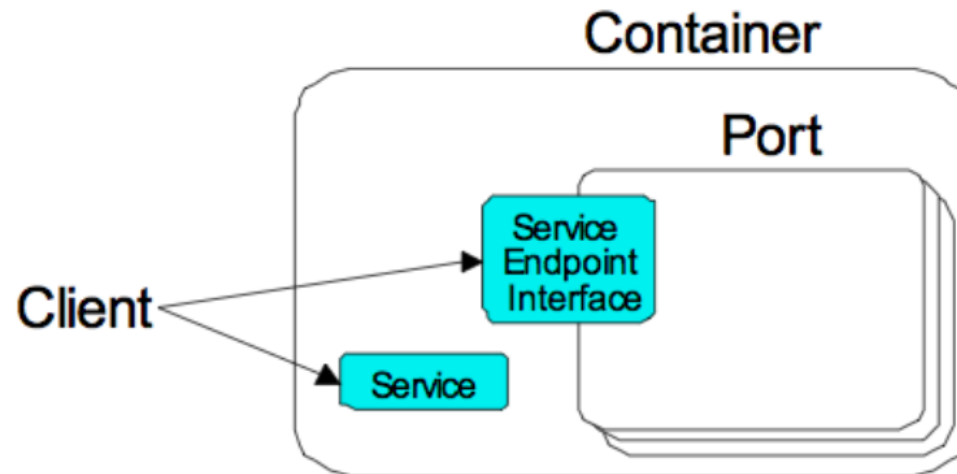 Container
Port
Service
Endpoint
Interface
Client
Service